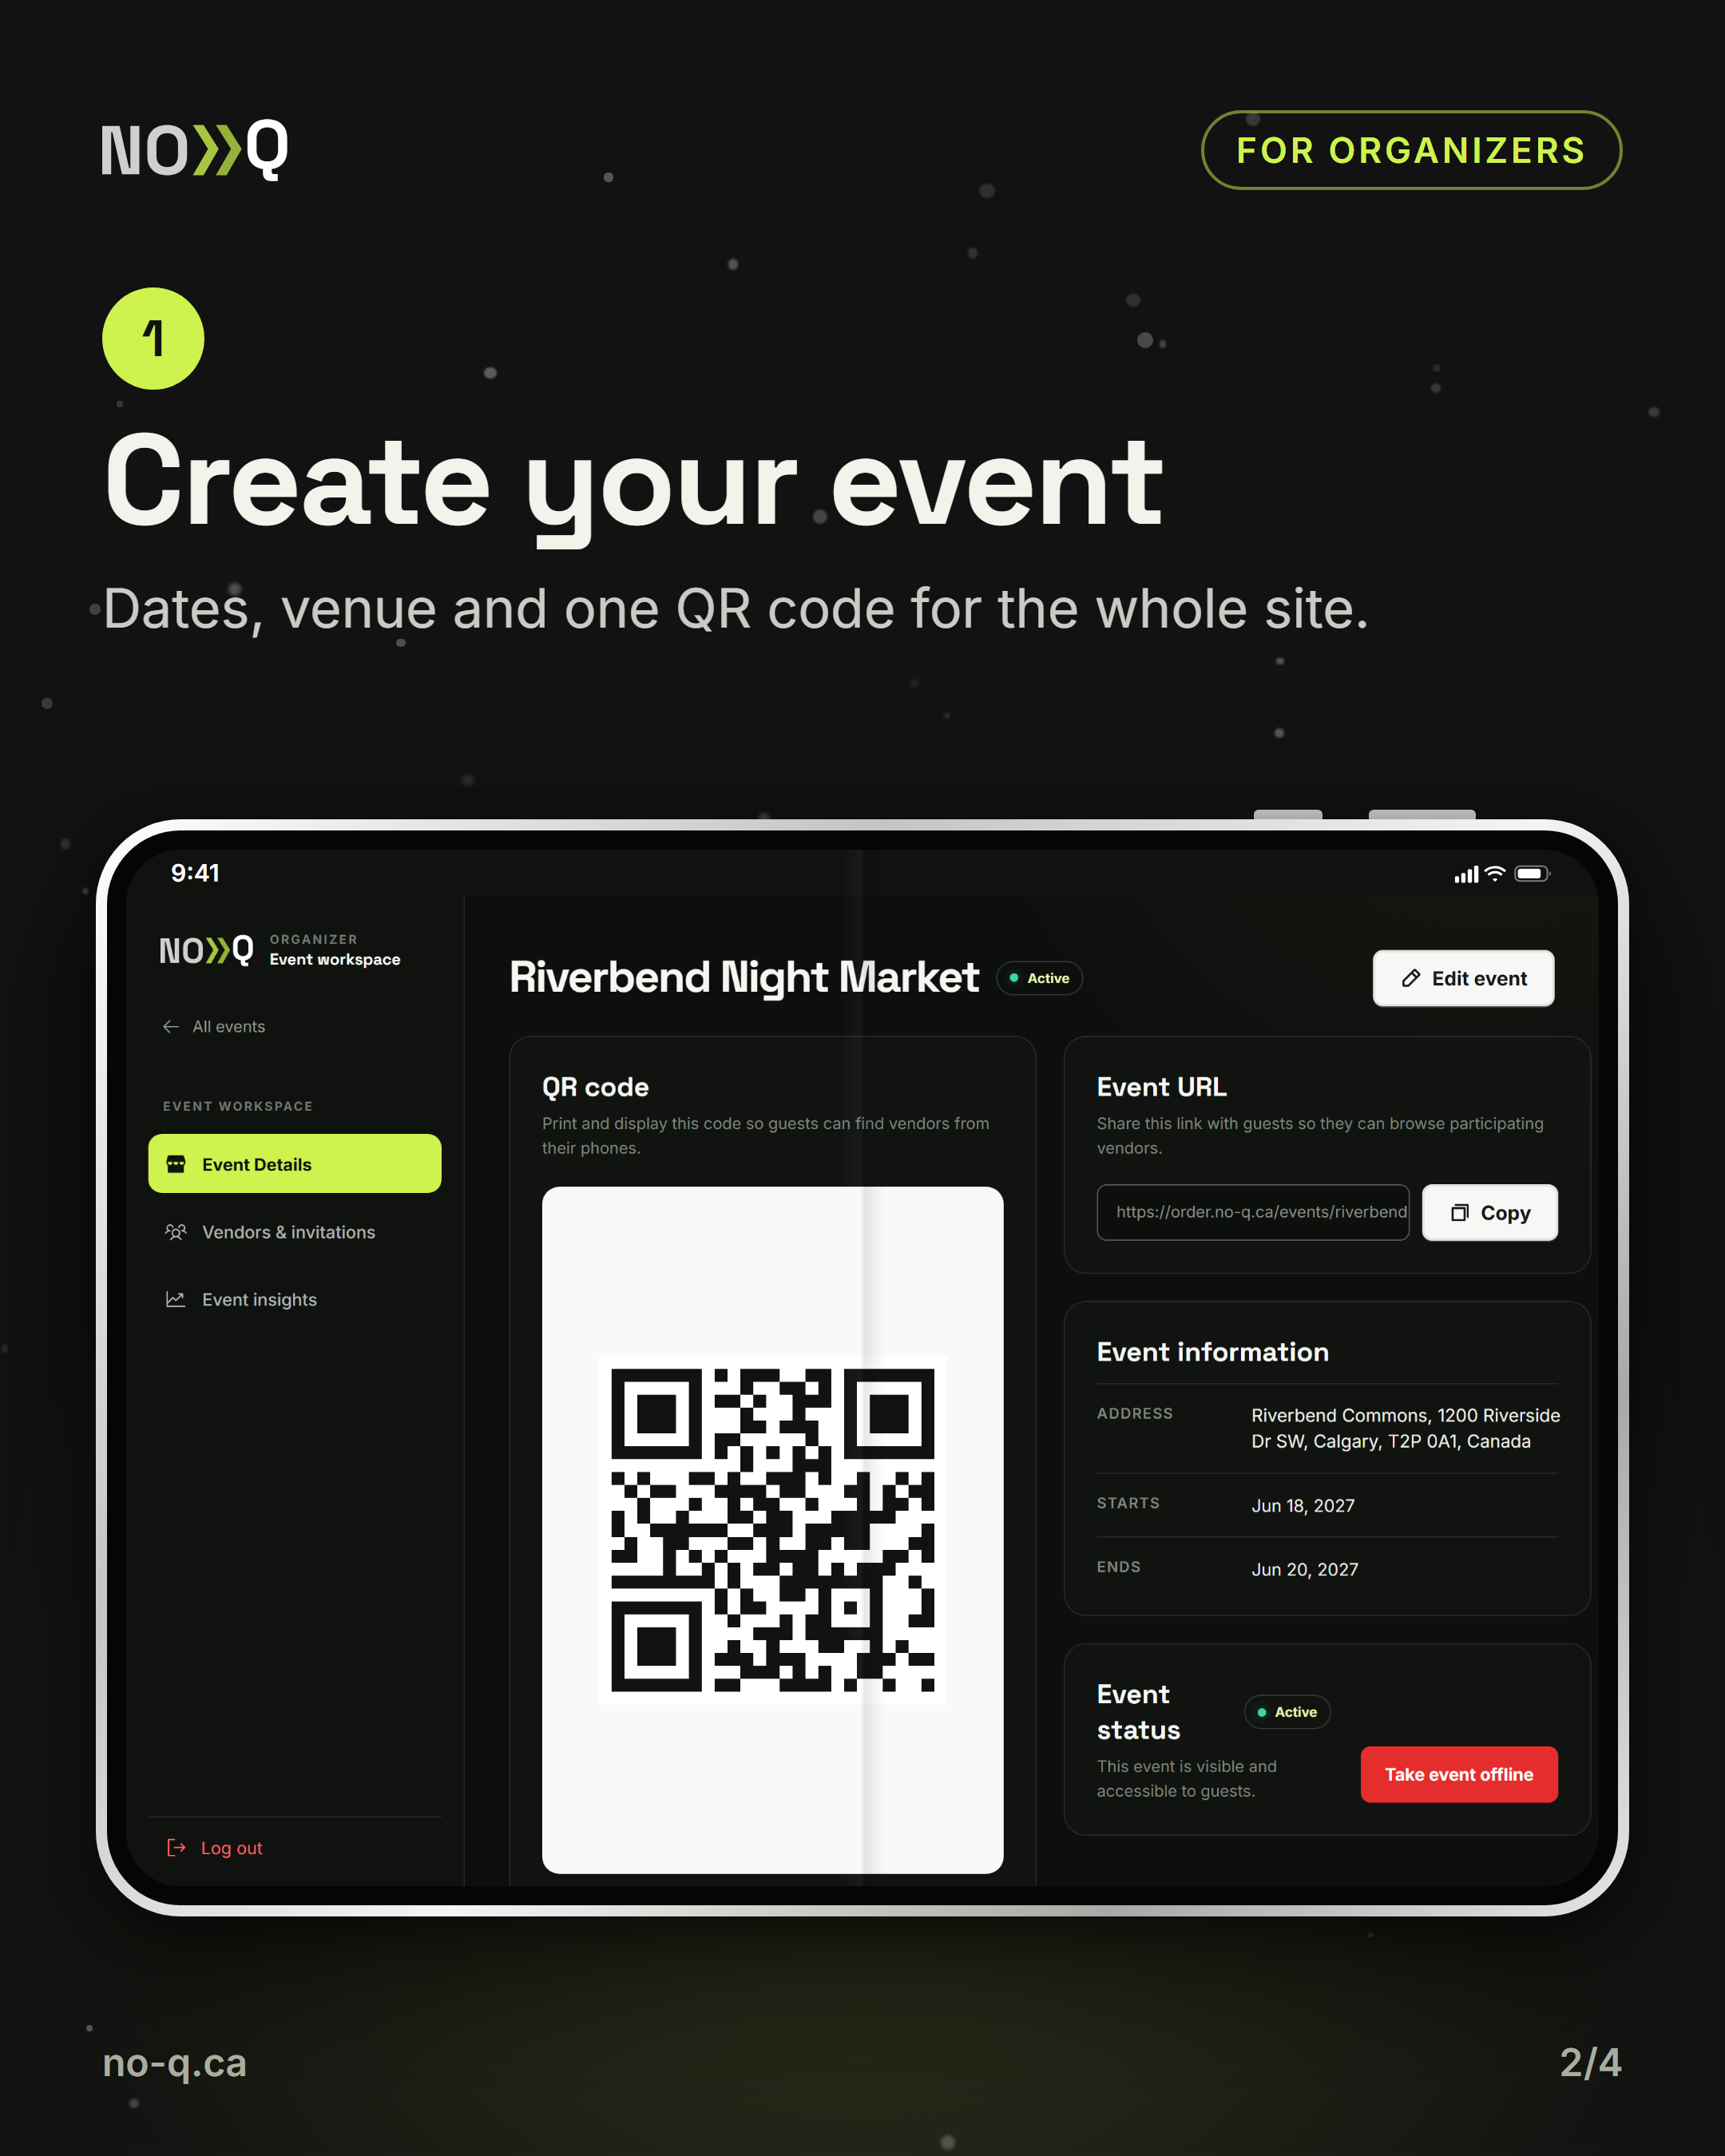 NO»Q
FOR ORGANIZERS
1
Create your event
Dates, venue and one QR code for the whole site.
9:41
NO»Q
ORGANIZER
Event workspace
All events
EVENT WORKSPACE
Event Details
Vendors & invitations
Event insights
Log out
Riverbend Night Market
Active
Edit event
QR code
Print and display this code so guests can find vendors from
their phones.
Event URL
Share this link with guests so they can browse participating
vendors.
https://order.no-q.ca/events/riverbend
Copy
Event information
ADDRESS
Riverbend Commons, 1200 Riverside
Dr SW, Calgary, T2P 0A1, Canada
STARTS
Jun 18, 2027
ENDS
Jun 20, 2027
Event
status
Active
This event is visible and
accessible to guests.
Take event offline
no-q.ca
2/4